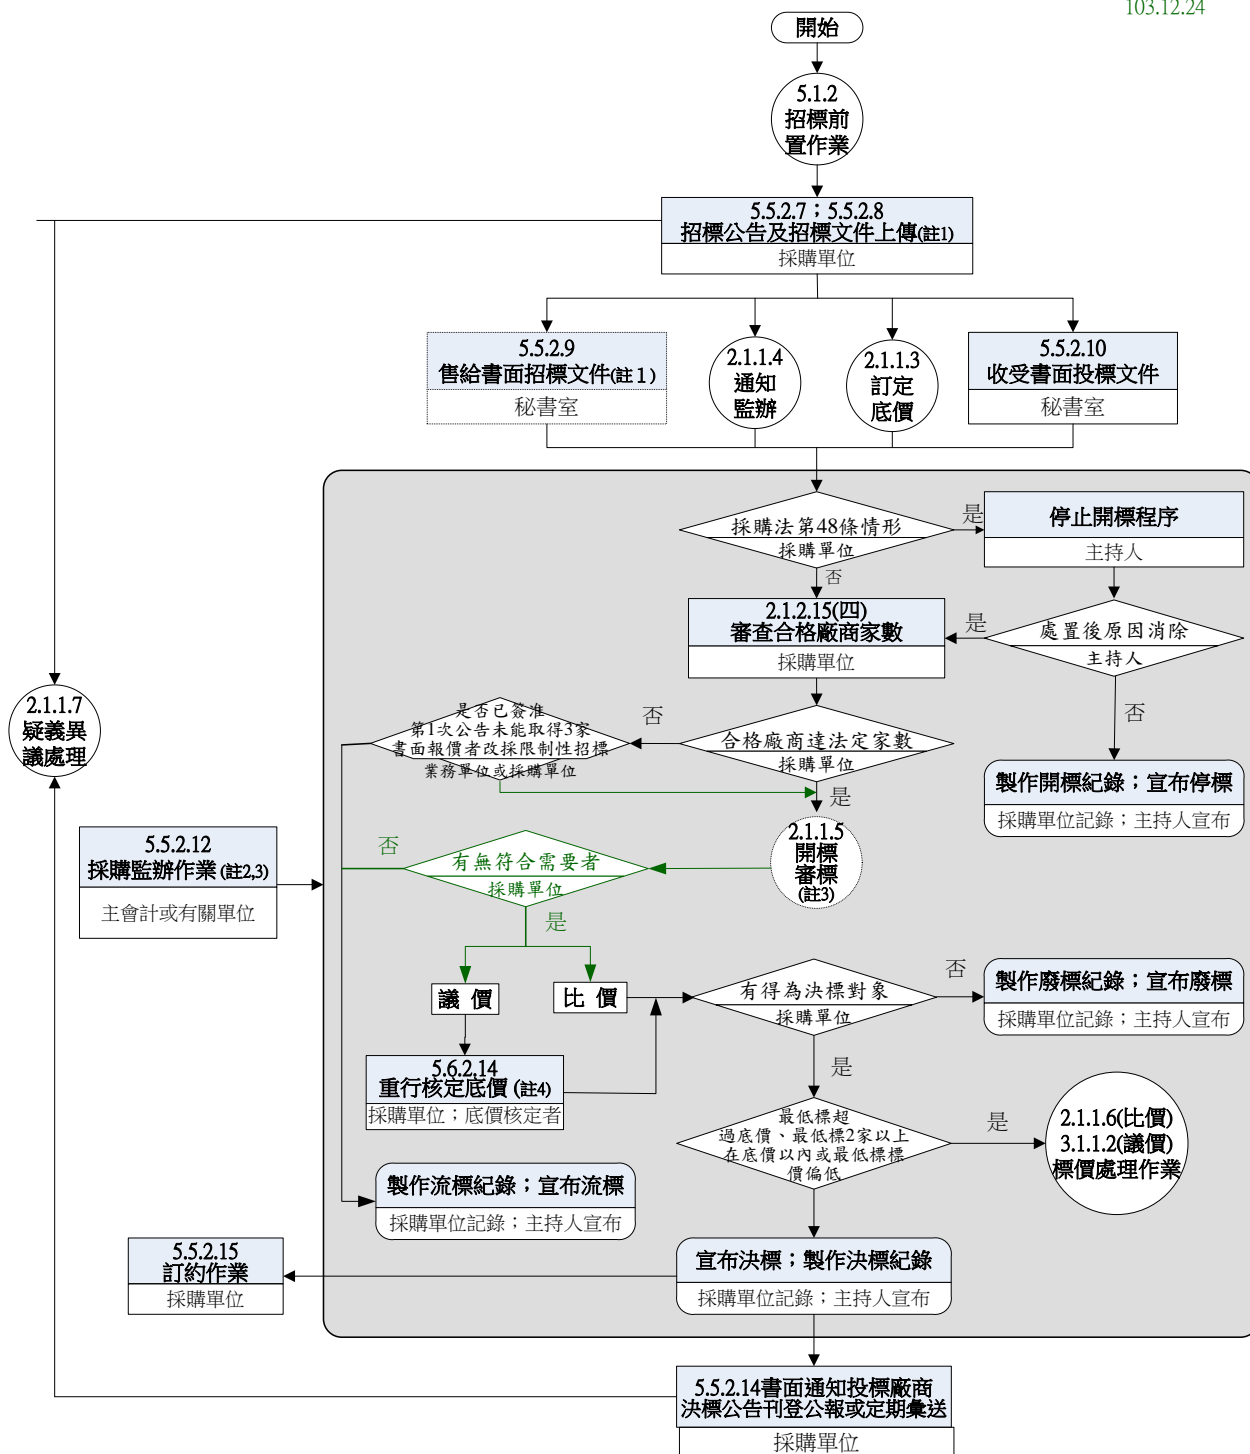 103.12.24
開始
5.1.2
招標前
置作業
5.5.2.7；5.5.2.8
招標公告及招標文件上傳(註1)
採購單位
5.5.2.9
售給書面招標文件(註１)
秘書室
2.1.1.4
通知
監辦
2.1.1.3
訂定
底價
5.5.2.10
收受書面投標文件
秘書室
採購法第48條情形
採購單位
是
否
停止開標程序
主持人
2.1.2.15(四)
審查合格廠商家數
採購單位
是
處置後原因消除
主持人
否
2.1.1.7
疑義異
議處理
是否已簽准
第1次公告未能取得3家
書面報價者改採限制性招標
業務單位或採購單位
否
合格廠商達法定家數
採購單位
是
製作開標紀錄；宣布停標
採購單位記錄；主持人宣布
5.5.2.12
採購監辦作業(註2,3)
主會計或有關單位
否
有無符合需要者
採購單位
是
2.1.1.5
開標
審標
(註3)
議 價
比 價
有得為決標對象
採購單位
否
是
製作廢標紀錄；宣布廢標
採購單位記錄；主持人宣布
5.6.2.14
重行核定底價(註4)
採購單位；底價核定者
最低標超
過底價、最低標2家以上
在底價以內或最低標標
價偏低
是
2.1.1.6(比價)
3.1.1.2(議價)
標價處理作業
製作流標紀錄；宣布流標
採購單位記錄；主持人宣布
5.5.2.15
訂約作業
採購單位
宣布決標；製作決標紀錄
採購單位記錄；主持人宣布
5.5.2.14書面通知投標廠商
決標公告刊登公報或定期彙送
採購單位